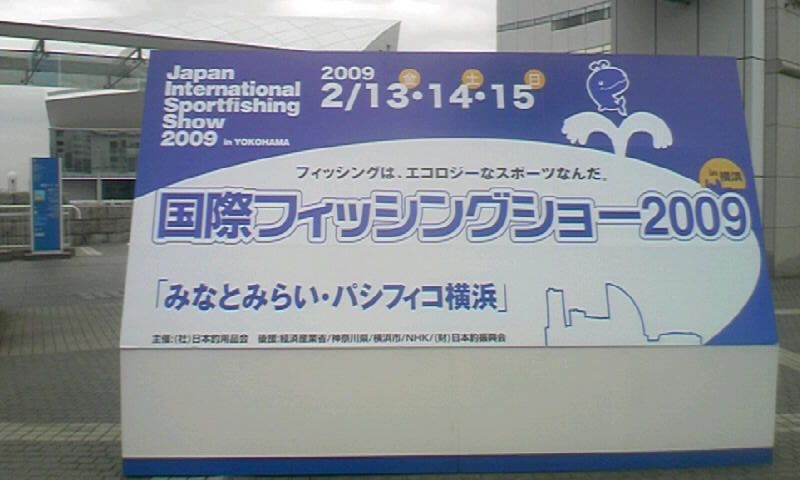 Japan
International
Sportfishing
Show
2009 in YOKOHAMA
2009 金 土 日
2/13・14・15
フィッシングは、エコロジーなスポーツなんだ。
in 横浜
国際フィッシングショー2009
「みなとみらい・パシフィコ横浜」
主催:(社)日本釣用品会 後援:経済産業省/神奈川県/横浜市/NHK/(財)日本釣振興会